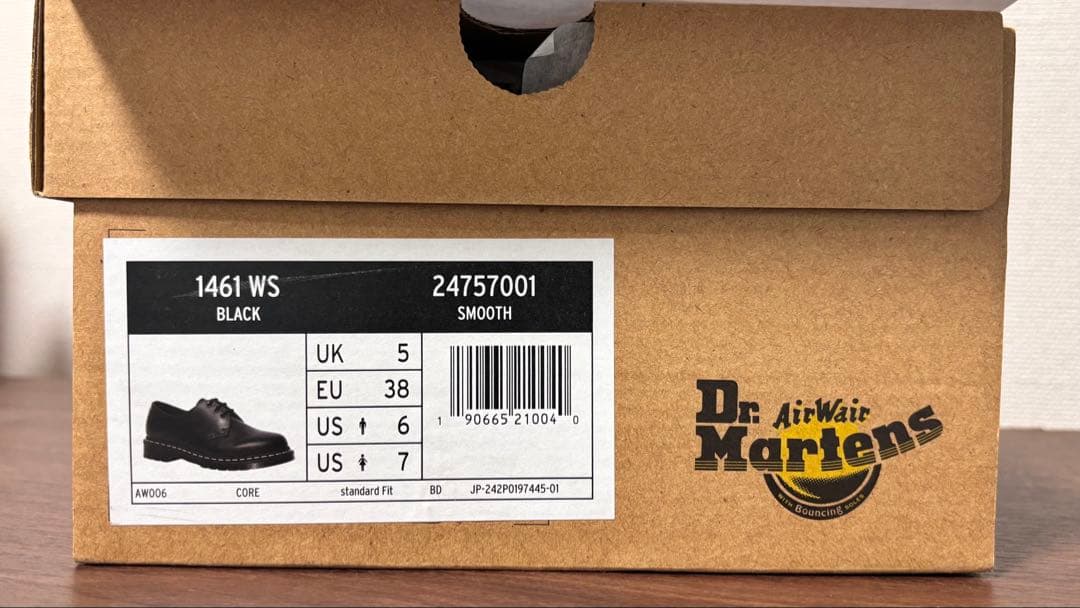 1461 WS
BLACK
24757001
SMOOTH
UK 5
EU 38
US 6
US 7
1 90665 21004 0
AW006 CORE standard Fit BD JP-242P0197445-01
Dr. AirWair
Martens
WITH Bouncing SOLES